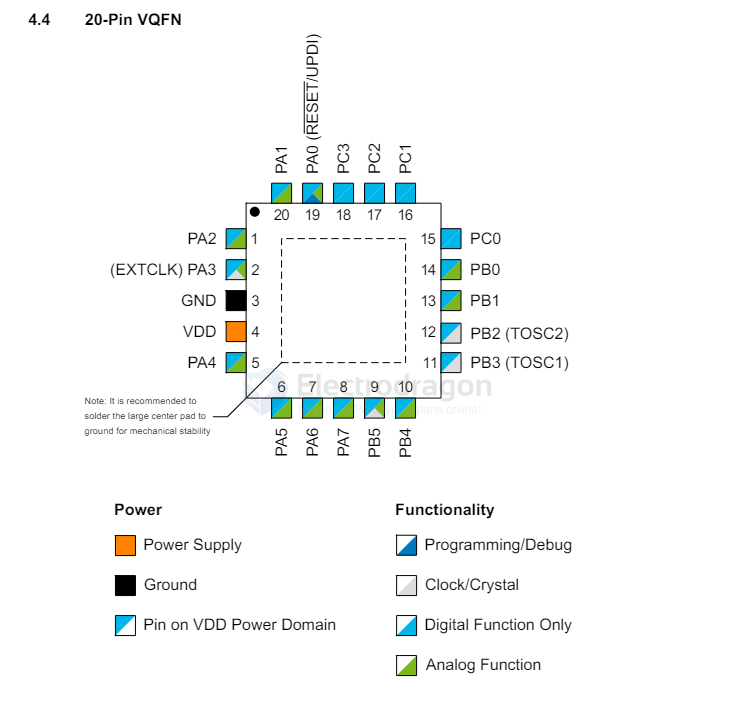 4.4 20-Pin VQFN
PA1
PA0 (RESET/UPDI)
PC3
PC2
PC1
20 19 18 17 16
PA2 1
(EXTCLK) PA3 2
GND 3
VDD 4
PA4 5
15 PC0
14 PB0
13 PB1
12 PB2 (TOSC2)
11 PB3 (TOSC1)
6 7 8 9 10
PA5
PA6
PA7
PB5
PB4
Electrodragon
parts online!
Note: It is recommended to
solder the large center pad to
ground for mechanical stability
Power
Power Supply
Ground
Pin on VDD Power Domain
Functionality
Programming/Debug
Clock/Crystal
Digital Function Only
Analog Function